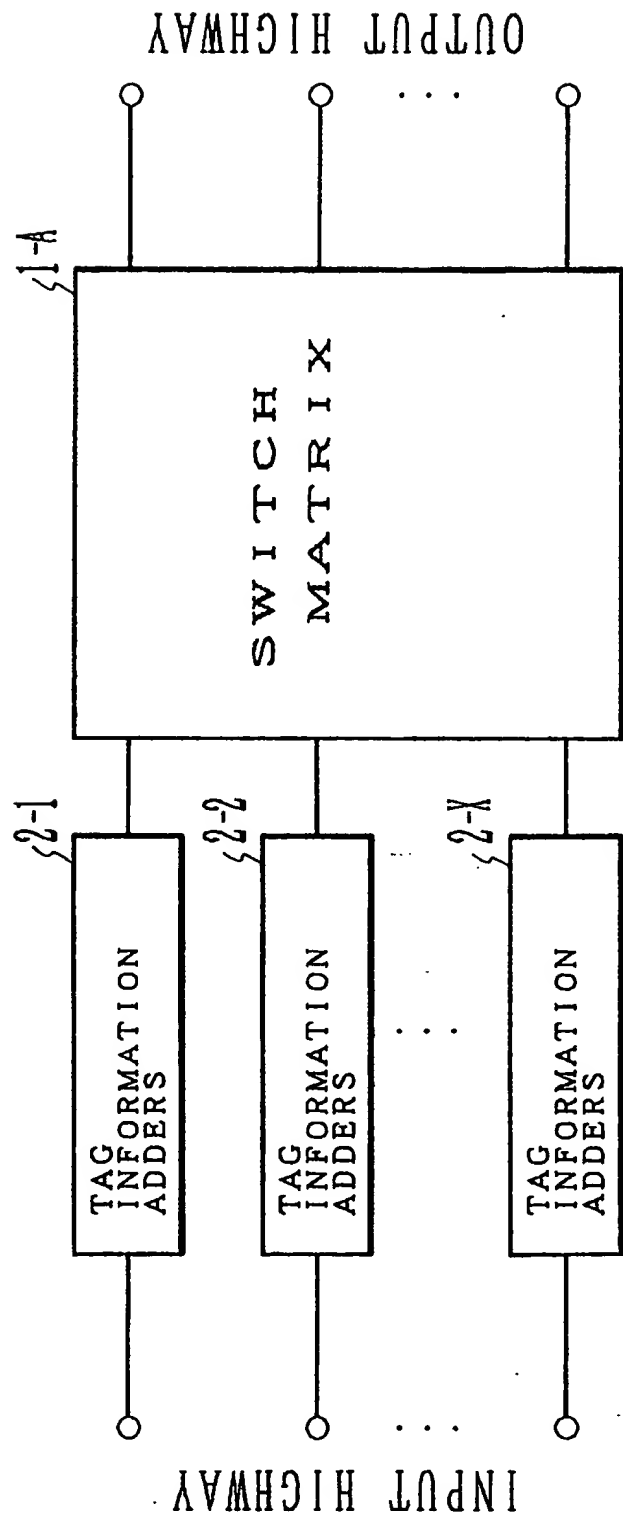 INPUT HIGHWAY
TAG
INFORMATION
ADDERS
2-1
TAG
INFORMATION
ADDERS
2-2
TAG
INFORMATION
ADDERS
2-X
SWITCH
MATRIX
1-A
OUTPUT HIGHWAY